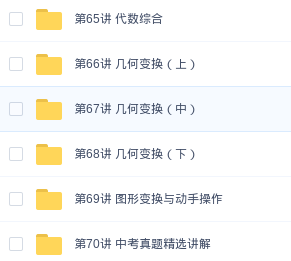 第65讲 代数综合
第66讲 几何变换（上）
第67讲 几何变换（中）
第68讲 几何变换（下）
第69讲 图形变换与动手操作
第70讲 中考真题精选讲解